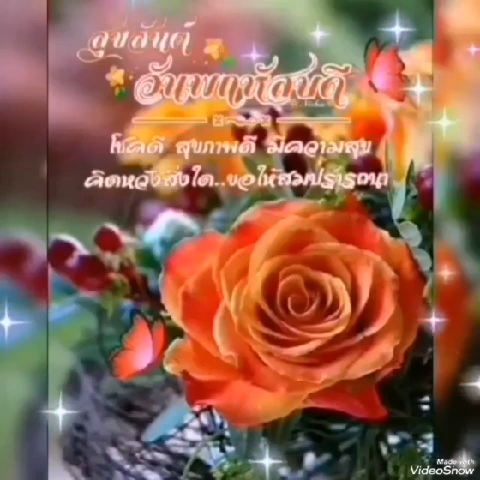 สุขสันต์
วันพฤหัสบดี
โชคดี สุขภาพดี มีความสุข
คิดหวังสิ่งใด..ขอให้สมปรารถนา
Made with
VideoShow